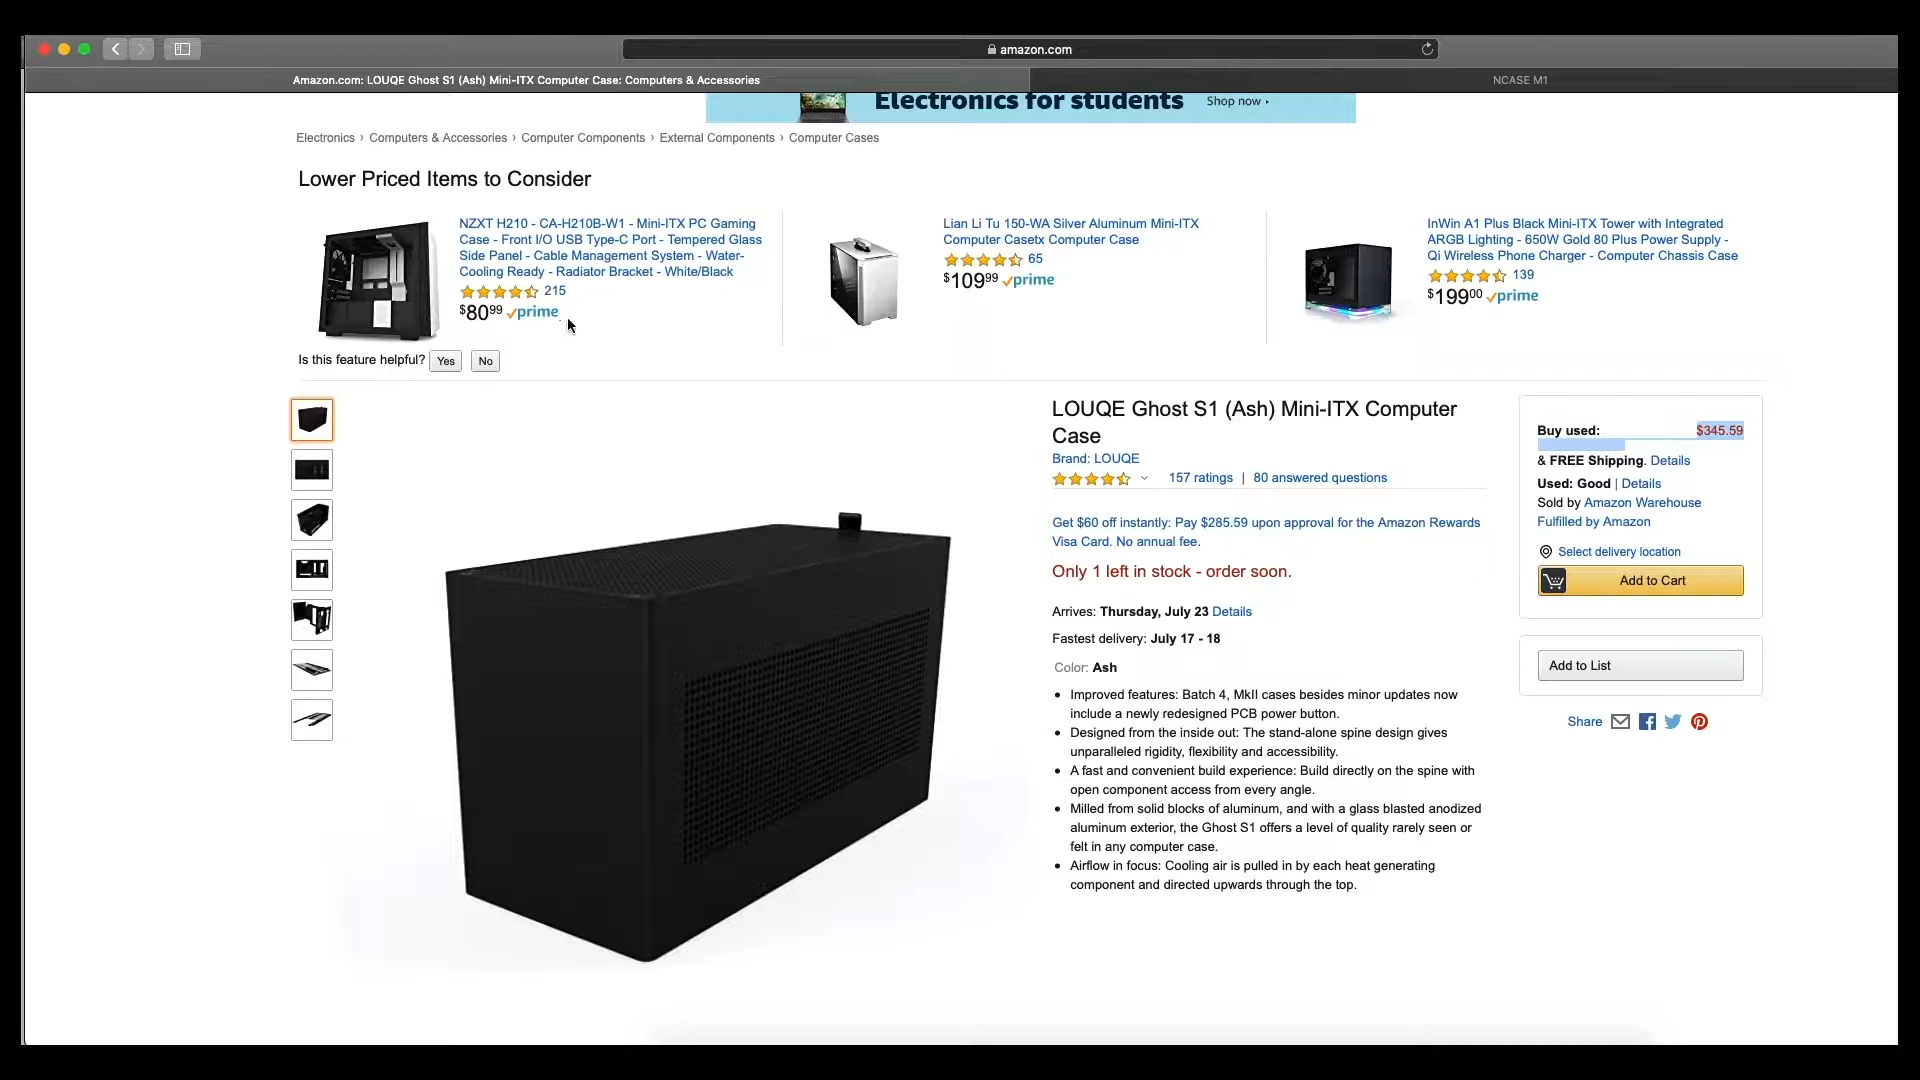 amazon.com
Amazon.com: LOUQE Ghost S1 (Ash) Mini-ITX Computer Case: Computers & Accessories
NCASE M1
Electronics for students
Shop now ›
Electronics › Computers & Accessories › Computer Components › External Components › Computer Cases
Lower Priced Items to Consider
NZXT H210 - CA-H210B-W1 - Mini-ITX PC Gaming
Case - Front I/O USB Type-C Port - Tempered Glass
Side Panel - Cable Management System - Water-
Cooling Ready - Radiator Bracket - White/Black
215
$80.99 prime
Lian Li Tu 150-WA Silver Aluminum Mini-ITX
Computer Casetx Computer Case
65
$109.99 prime
InWin A1 Plus Black Mini-ITX Tower with Integrated
ARGB Lighting - 650W Gold 80 Plus Power Supply -
Qi Wireless Phone Charger - Computer Chassis Case
139
$199.00 prime
Is this feature helpful? Yes No
LOUQE Ghost S1 (Ash) Mini-ITX Computer
Case
Brand: LOUQE
157 ratings | 80 answered questions
Get $60 off instantly: Pay $285.59 upon approval for the Amazon Rewards
Visa Card. No annual fee.
Only 1 left in stock - order soon.
Arrives: Thursday, July 23 Details
Fastest delivery: July 17 - 18
Color: Ash
• Improved features: Batch 4, MkII cases besides minor updates now
include a newly redesigned PCB power button.
• Designed from the inside out: The stand-alone spine design gives
unparalleled rigidity, flexibility and accessibility.
• A fast and convenient build experience: Build directly on the spine with
open component access from every angle.
• Milled from solid blocks of aluminum, and with a glass blasted anodized
aluminum exterior, the Ghost S1 offers a level of quality rarely seen or
felt in any computer case.
• Airflow in focus: Cooling air is pulled in by each heat generating
component and directed upwards through the top.
Buy used: $345.59
& FREE Shipping. Details
Used: Good | Details
Sold by Amazon Warehouse
Fulfilled by Amazon
Select delivery location
Add to Cart
Add to List
Share